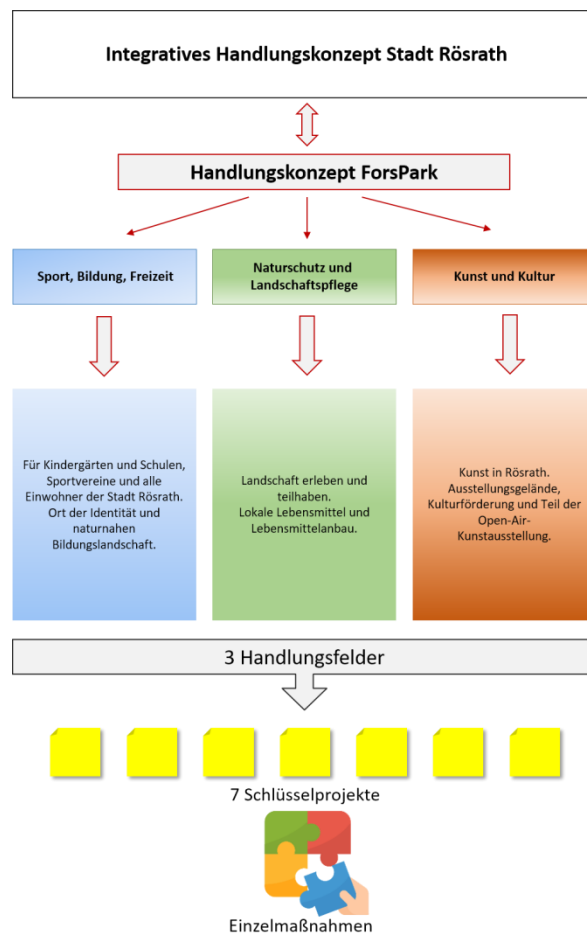 Integratives Handlungskonzept Stadt Rösrath
Handlungskonzept ForsPark
Sport, Bildung, Freizeit
Naturschutz und
Landschaftspflege
Kunst und Kultur
Für Kindergärten und Schulen,
Sportvereine und alle
Einwohner der Stadt Rösrath.
Ort der Identität und
naturnahen
Bildungslandschaft.
Landschaft erleben und
teilhaben.
Lokale Lebensmittel und
Lebensmittelanbau.
Kunst in Rösrath.
Ausstellungsgelände,
Kulturförderung und Teil der
Open-Air-
Kunstausstellung.
3 Handlungsfelder
7 Schlüsselprojekte
Einzelmaßnahmen